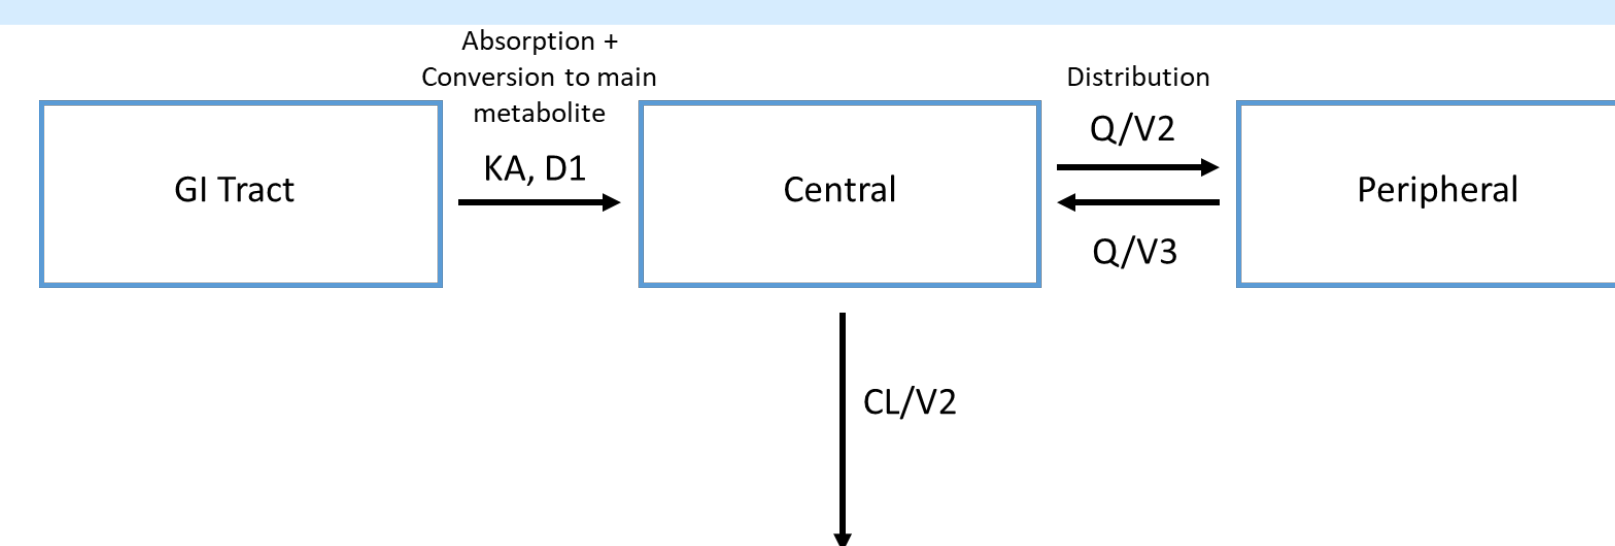 Absorption +
Conversion to main
metabolite
KA, D1
GI Tract
Central
Distribution
Q/V2
Q/V3
Peripheral
CL/V2